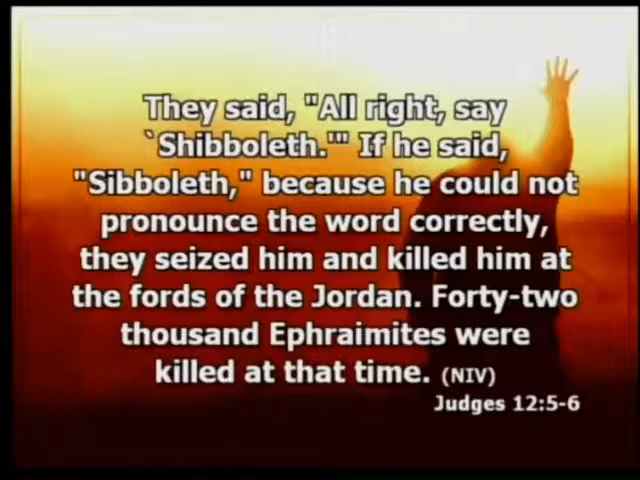 They said, "All right, say
`Shibboleth.'" If he said,
"Sibboleth," because he could not
pronounce the word correctly,
they seized him and killed him at
the fords of the Jordan. Forty-two
thousand Ephraimites were
killed at that time. (NIV)
Judges 12:5-6